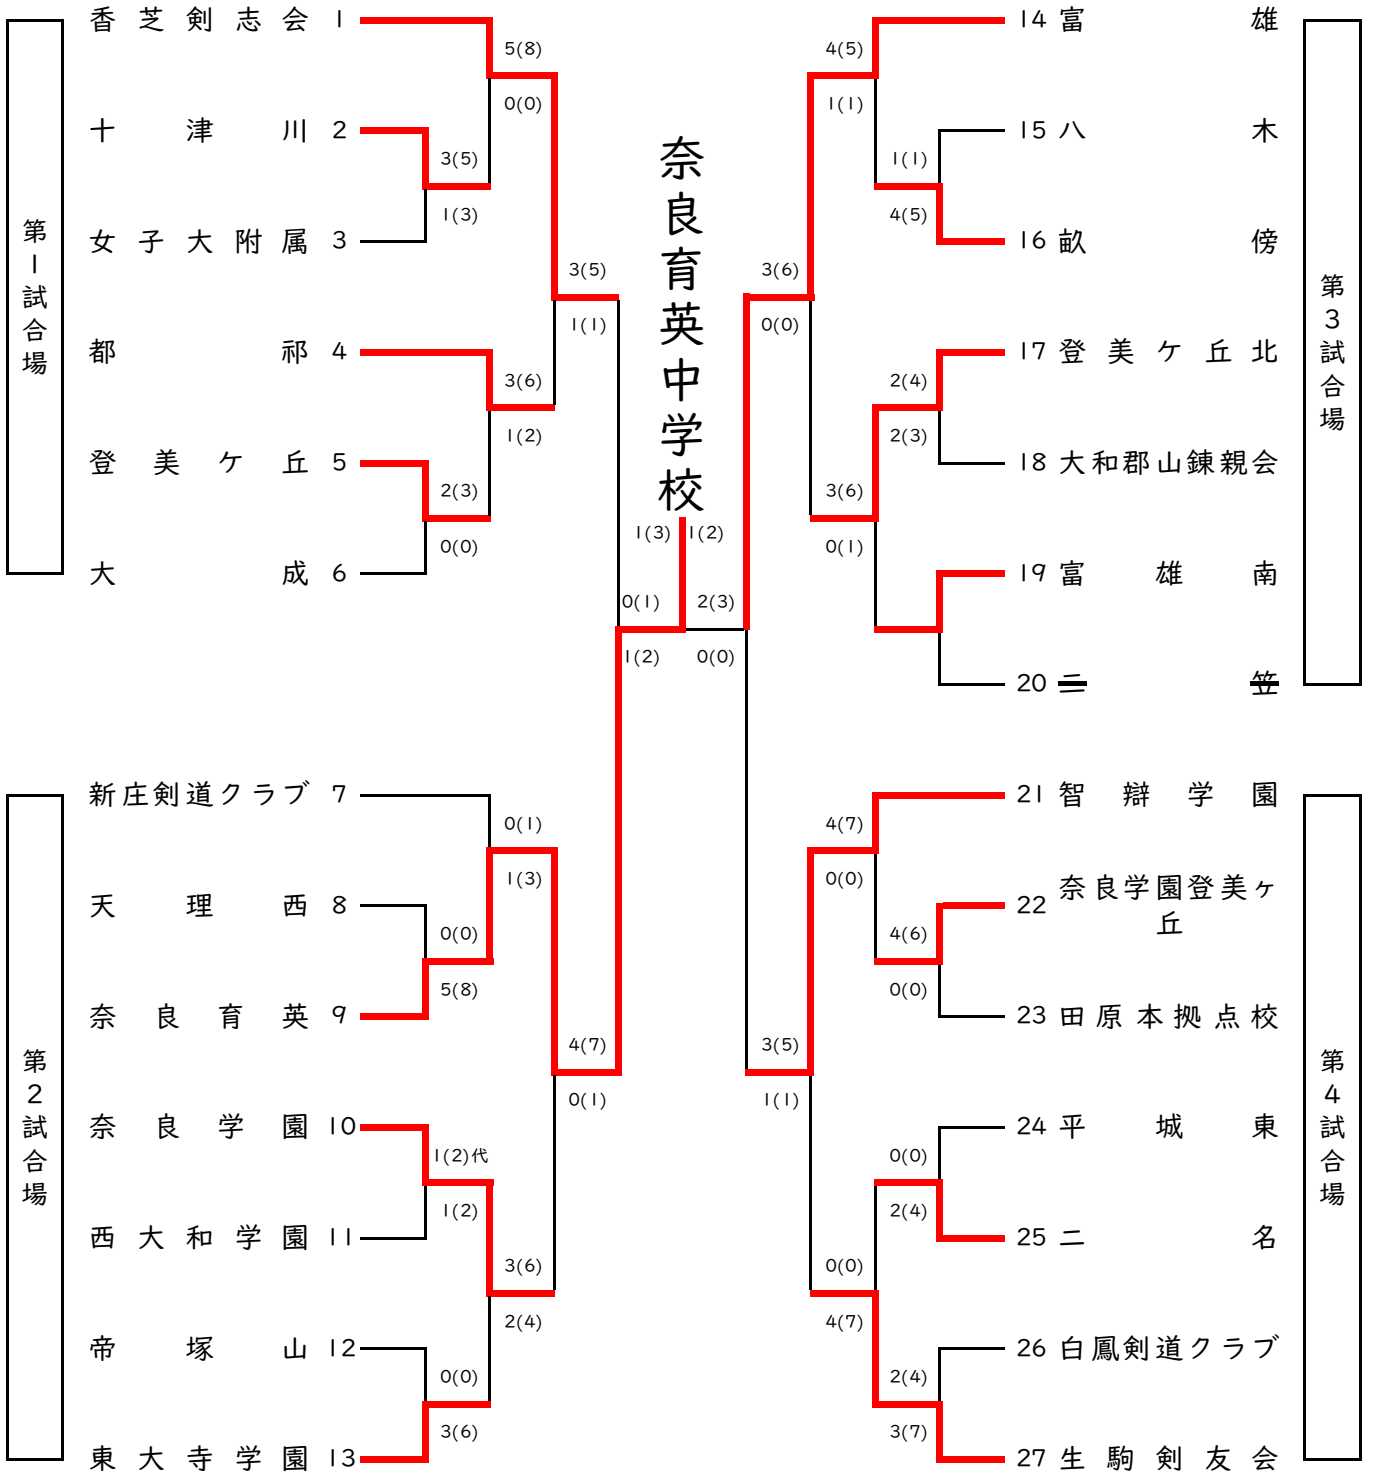 第1試合場
香芝剣志会 1
十津川 2
女子大附属 3
都祁 4
登美ケ丘 5
大成 6
5(8)
0(0)
3(5)
1(3)
3(5)
1(1)
3(6)
1(2)
2(3)
0(0)
第2試合場
新庄剣道クラブ 7
天理西 8
奈良育英 9
奈良学園 10
西大和学園 11
帝塚山 12
東大寺学園 13
0(1)
1(3)
0(0)
5(8)
4(7)
0(1)
1(2)代
1(2)
3(6)
2(4)
0(0)
3(6)
奈良育英中学校
1(3) 1(2)
0(1) 2(3)
1(2) 0(0)
第3試合場
14 富雄
15 八木
16 畝傍
17 登美ケ丘北
18 大和郡山錬親会
19 富雄南
20 三笠
4(5)
1(1)
1(1)
4(5)
3(6)
0(0)
2(4)
2(3)
3(6)
0(1)
第4試合場
21 智辯学園
22 奈良学園登美ヶ
丘
23 田原本拠点校
24 平城東
25 二名
26 白鳳剣道クラブ
27 生駒剣友会
4(7)
0(0)
4(6)
0(0)
3(5)
1(1)
0(0)
2(4)
0(0)
4(7)
2(4)
3(7)